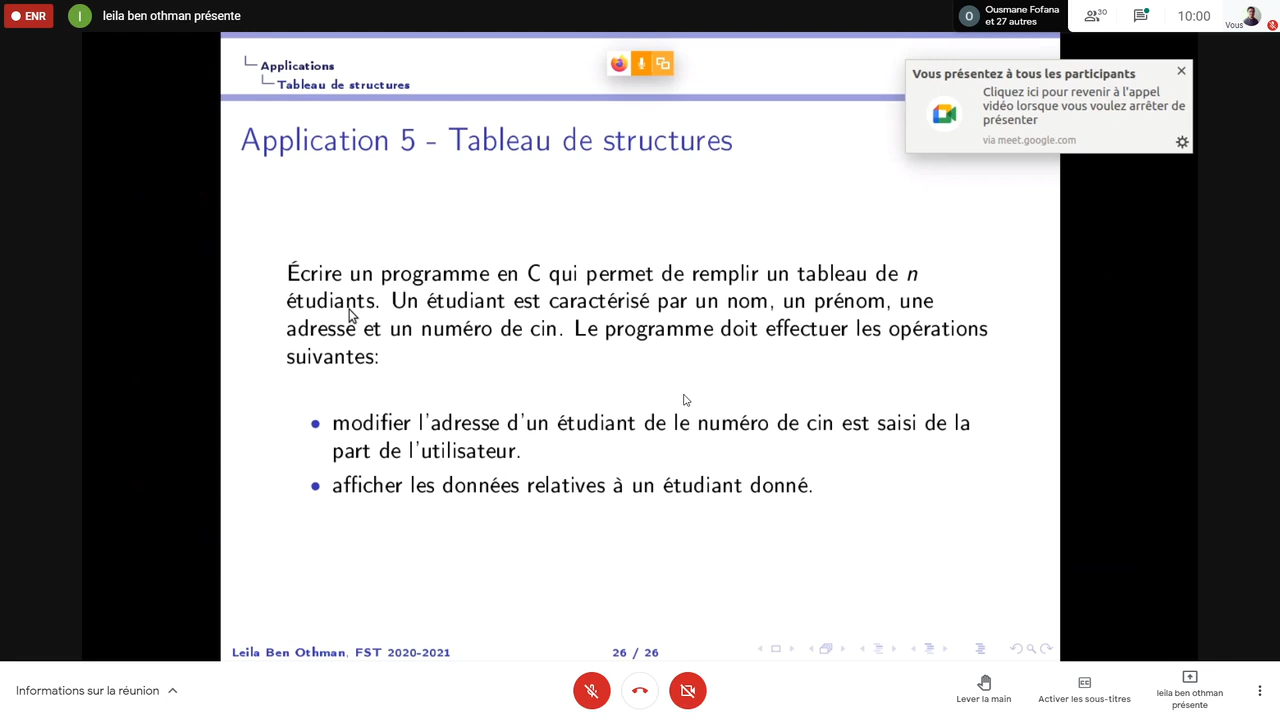 ENR
I
leila ben othman présente
O
Ousmane Fofana
et 27 autres
30
10:00
Vous
Applications
Tableau de structures
Vous présentez à tous les participants
Cliquez ici pour revenir à l'appel
vidéo lorsque vous voulez arrêter de
présenter
via meet.google.com
Application 5 - Tableau de structures
Écrire un programme en C qui permet de remplir un tableau de n
étudiants. Un étudiant est caractérisé par un nom, un prénom, une
adresse et un numéro de cin. Le programme doit effectuer les opérations
suivantes:
• modifier l'adresse d'un étudiant de le numéro de cin est saisi de la
part de l'utilisateur.
• afficher les données relatives à un étudiant donné.
Leila Ben Othman, FST 2020-2021
26 / 26
Informations sur la réunion
Lever la main
Activer les sous-titres
leila ben othman
présente